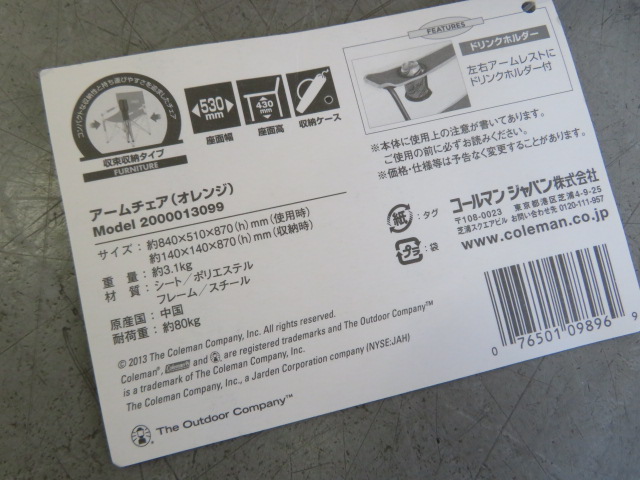 コンパクトな収納性と持ち運びやすさを追求したチェア
収束収納タイプ
FURNITURE
530
mm
座面幅
430
mm
座面高
収納ケース
FEATURES
ドリンクホルダー
左右アームレストに
ドリンクホルダー付
※本体に使用上の注意が書いてあります。
ご使用の前に必ずお読みください。
※価格・仕様等は予告なく変更することがあります。
アームチェア(オレンジ)
Model 2000013099
サイズ:約840×510×870(h)mm(使用時)
約140×140×870(h)mm(収納時)
重量:約3.1kg
材質:シート/ポリエステル
フレーム/スチール
原産国:中国
耐荷重:約80kg
紙:タグ
プラ:袋
コールマン ジャパン株式会社
〒108-0023 東京都港区芝浦4-9-25
芝浦スクエアビル お問い合わせ先 0120-111-957
www.coleman.co.jp
© 2013 The Coleman Company, Inc. All rights reserved.
Coleman®, Coleman and ® are registered trademarks and The Outdoor Company™
is a trademark of The Coleman Company, Inc.
The Coleman Company, Inc., a Jarden Corporation company (NYSE:JAH)
The Outdoor Company™
0 76501 09896 9